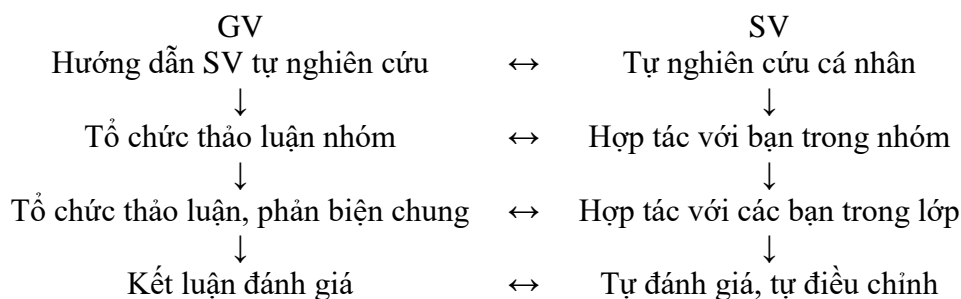 GV SV
Hướng dẫn SV tự nghiên cứu ↔ Tự nghiên cứu cá nhân
↓ ↓
Tổ chức thảo luận nhóm ↔ Hợp tác với bạn trong nhóm
↓ ↓
Tổ chức thảo luận, phản biện chung ↔ Hợp tác với các bạn trong lớp
↓ ↓
Kết luận đánh giá ↔ Tự đánh giá, tự điều chỉnh